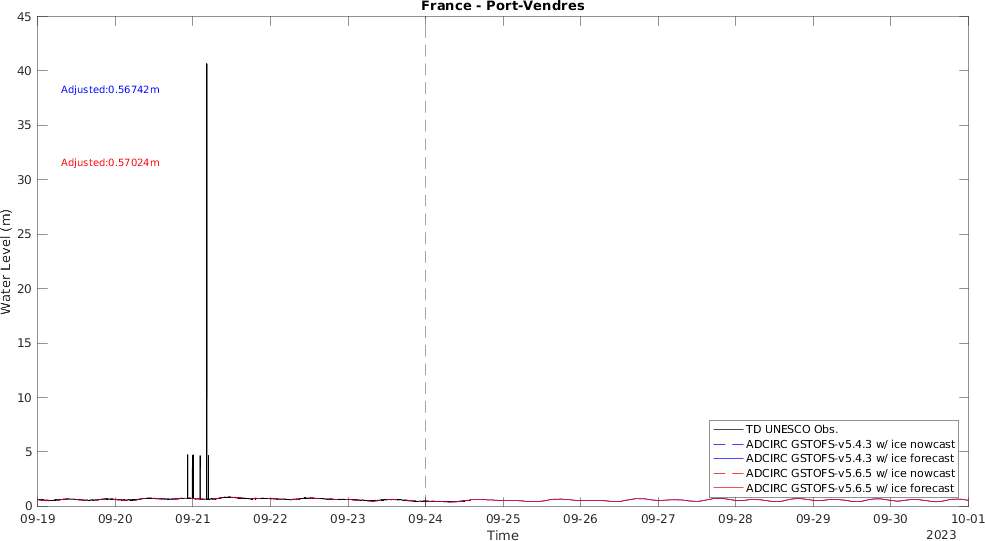 France - Port-Vendres
45
40
35
30
25
20
15
10
5
0
Water Level (m)
Adjusted:0.56742m
Adjusted:0.57024m
TD UNESCO Obs.
ADCIRC GSTOFS-v5.4.3 w/ ice nowcast
ADCIRC GSTOFS-v5.4.3 w/ ice forecast
ADCIRC GSTOFS-v5.6.5 w/ ice nowcast
ADCIRC GSTOFS-v5.6.5 w/ ice forecast
09-19 09-20 09-21 09-22 09-23 09-24 09-25 09-26 09-27 09-28 09-29 09-30 10-01
Time
2023